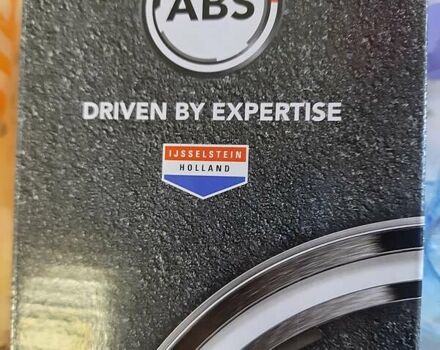 ABS
DRIVEN BY EXPERTISE
IJSSELSTEIN
HOLLAND